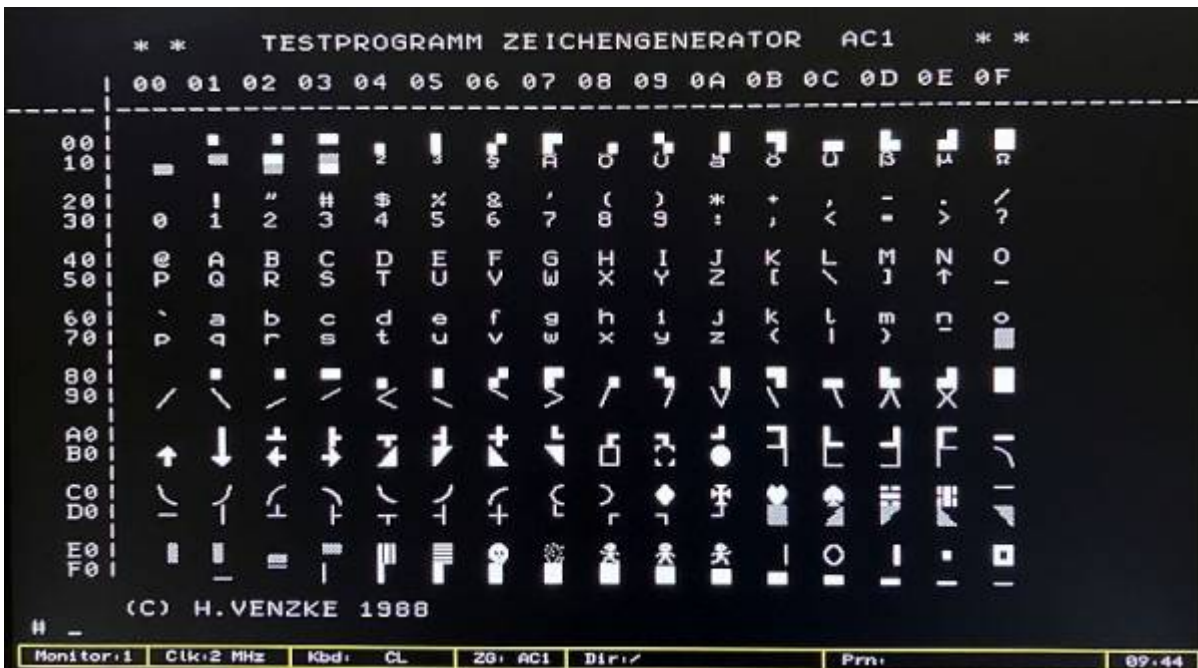 * * TESTPROGRAMM ZEICHENGENERATOR AC1 * *
00 01 02 03 04 05 06 07 08 09 0A 0B 0C 0D 0E 0F
00
10 2 3 § Ä Ö Ü ä ö ü ß µ Ω
20 ! " # $ % & ' ( ) * + , - . /
30 0 1 2 3 4 5 6 7 8 9 : ; < = > ?
40 @ A B C D E F G H I J K L M N O
50 P Q R S T U V W X Y Z [ \ ] ↑ _
60 ` a b c d e f g h i j k l m n o
70 p q r s t u v w x y z { | } ‾
80
90
A0
B0
C0
D0
E0
F0
(C) H.VENZKE 1988
# _
Monitor:1 Clk:2 MHz Kbd: CL ZG: AC1 Dir:/ Prn: 09:44